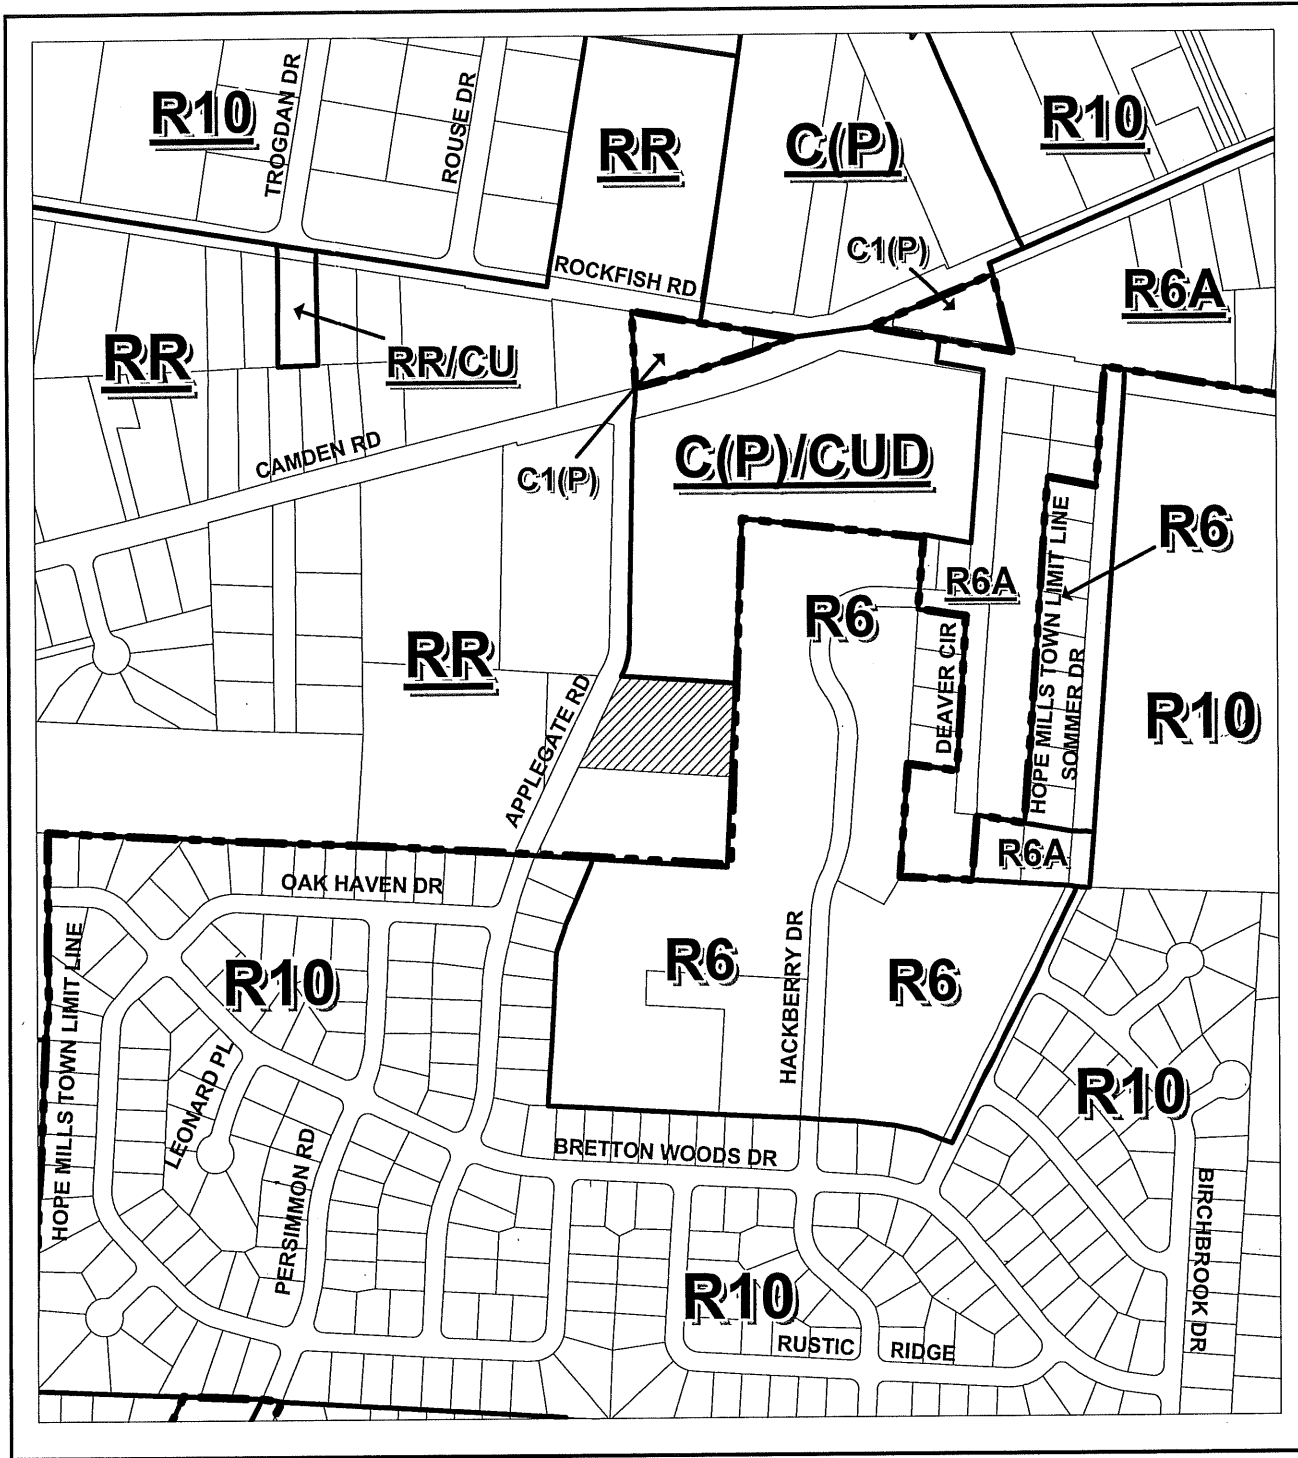 R10
TROGDAN DR
ROUSE DR
RR
C(P)
R10
C1(P)
ROCKFISH RD
R6A
RR
RR/CU
CAMDEN RD
C1(P)
C(P)/CUD
R6
R6A
R6
RR
DEAVER CIR
HOPE MILLS TOWN LIMIT LINE
SOMMER DR
R10
APPLEGATE RD
R6A
OAK HAVEN DR
HOPE MILLS TOWN LIMIT LINE
R10
R6
HACKBERRY DR
R6
LEONARD PL
PERSIMMON RD
R10
BRETTON WOODS DR
BIRCHBROOK DR
R10
RUSTIC RIDGE